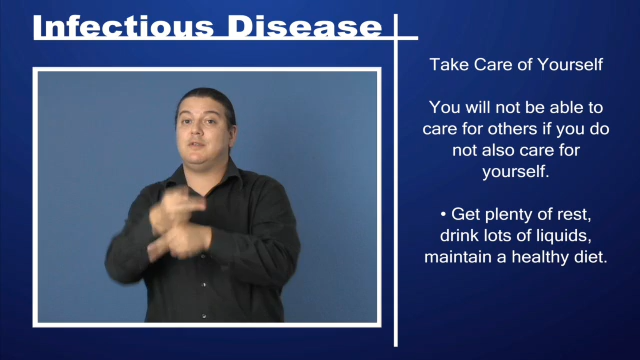 Infectious Disease
Take Care of Yourself
You will not be able to
care for others if you do
not also care for
yourself.
• Get plenty of rest,
drink lots of liquids,
maintain a healthy diet.